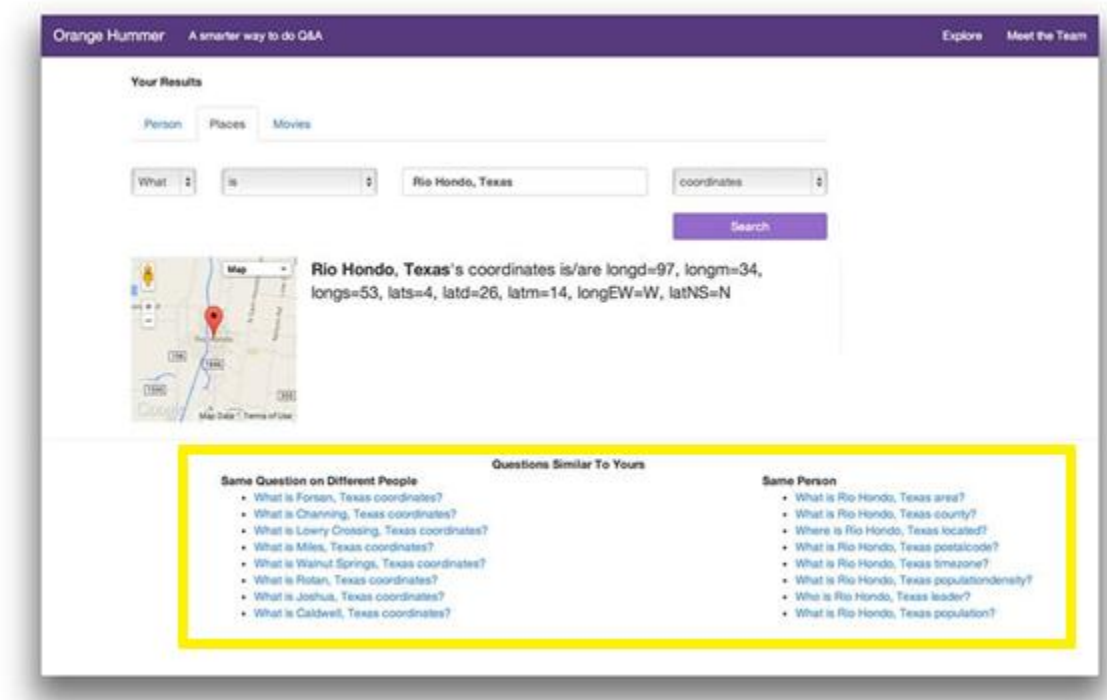 Orange Hummer A smarter way to do Q&A Explore Meet the Team
Your Results
Person Places Movies
What is Rio Hondo, Texas coordinates
Search
Map
Rio Hondo, Texas's coordinates is/are longd=97, longm=34,
longs=53, lats=4, latd=26, latm=14, longEW=W, latNS=N
Rio Hondo
106
1846
Google Map Data Terms of Use
Questions Similar To Yours
Same Question on Different People
What is Forsan, Texas coordinates?
What is Channing, Texas coordinates?
What is Lowry Crossing, Texas coordinates?
What is Miles, Texas coordinates?
What is Walnut Springs, Texas coordinates?
What is Rotan, Texas coordinates?
What is Joshua, Texas coordinates?
What is Caldwell, Texas coordinates?
Same Person
What is Rio Hondo, Texas area?
What is Rio Hondo, Texas county?
Where is Rio Hondo, Texas located?
What is Rio Hondo, Texas postalcode?
What is Rio Hondo, Texas timezone?
What is Rio Hondo, Texas populationdensity?
Who is Rio Hondo, Texas leader?
What is Rio Hondo, Texas population?